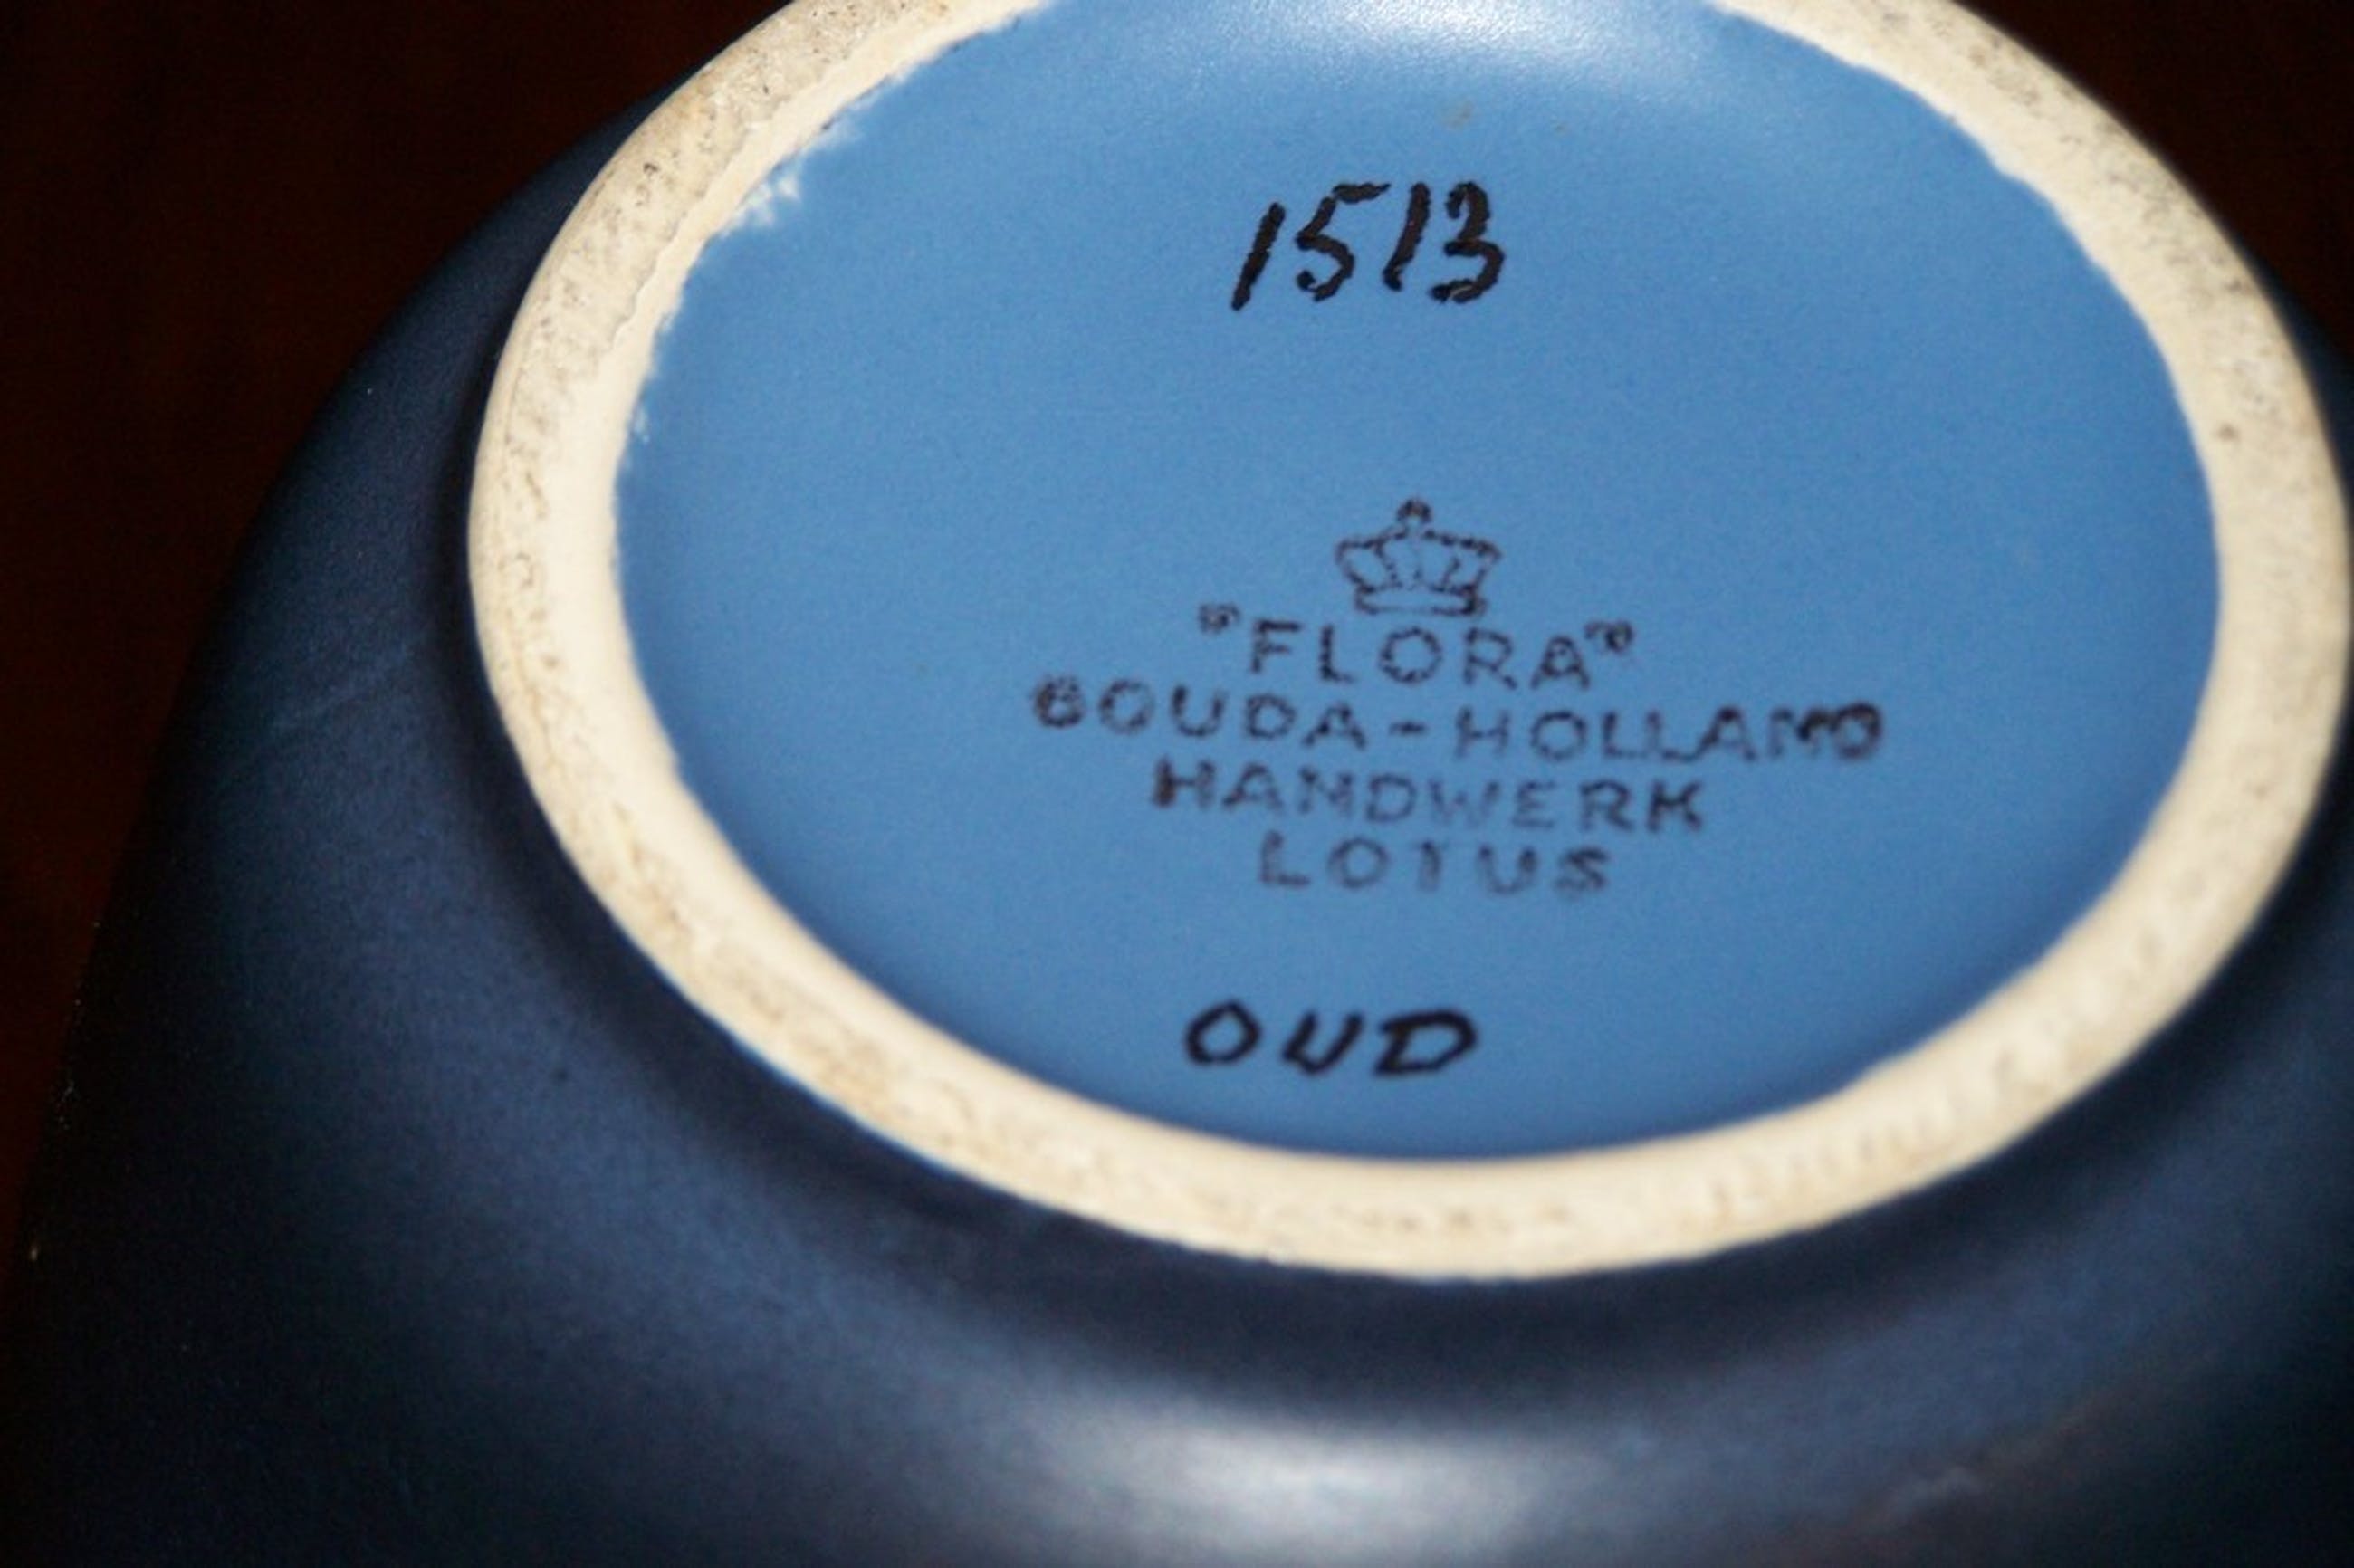 1513
"FLORA"
GOUDA-HOLLAND
HANDWERK
LOTUS
OUD